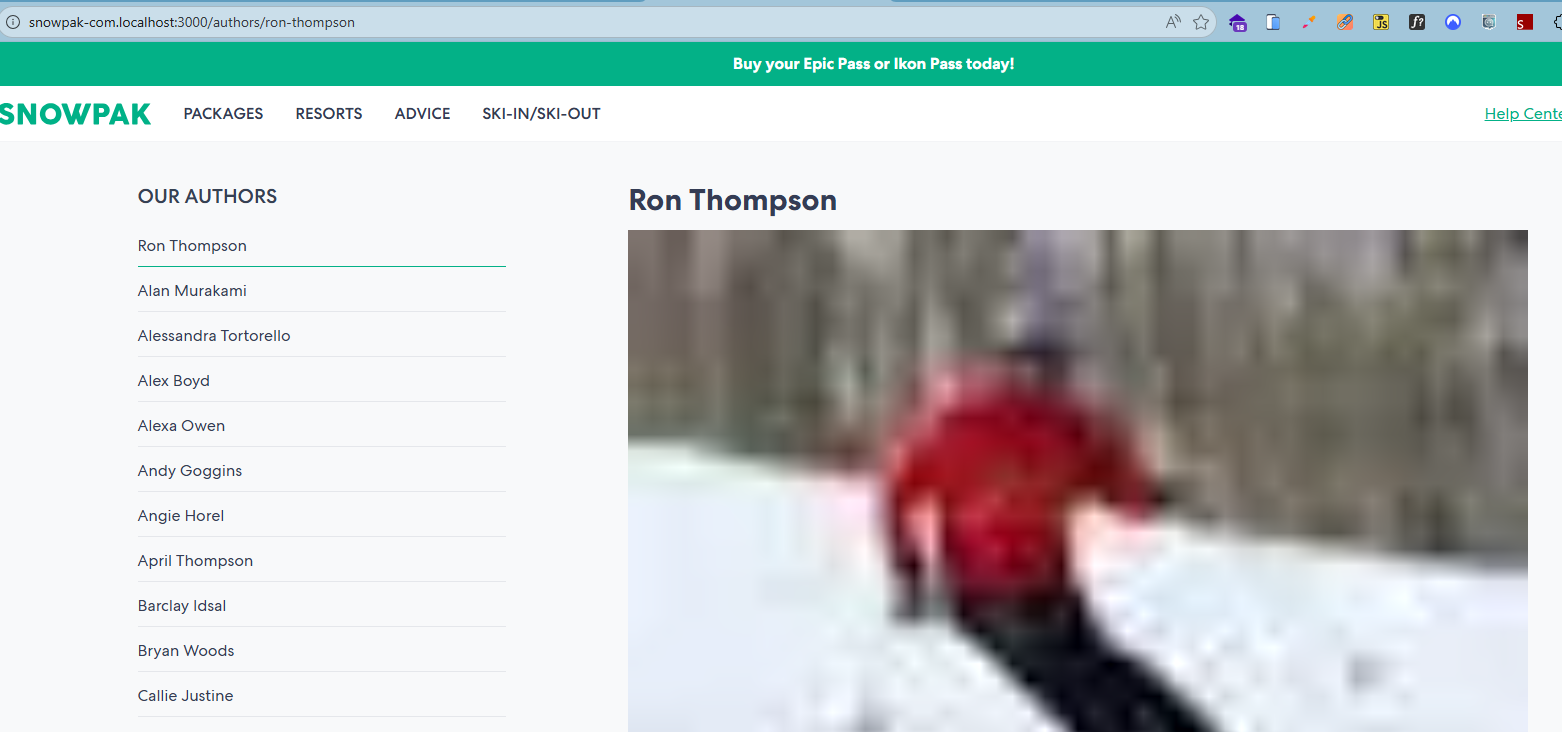 snowpak-com.localhost:3000/authors/ron-thompson
18
JS
f?
S
Buy your Epic Pass or Ikon Pass today!
SNOWPAK PACKAGES RESORTS ADVICE SKI-IN/SKI-OUT Help Cente
OUR AUTHORS
Ron Thompson
Alan Murakami
Alessandra Tortorello
Alex Boyd
Alexa Owen
Andy Goggins
Angie Horel
April Thompson
Barclay Idsal
Bryan Woods
Callie Justine
Ron Thompson